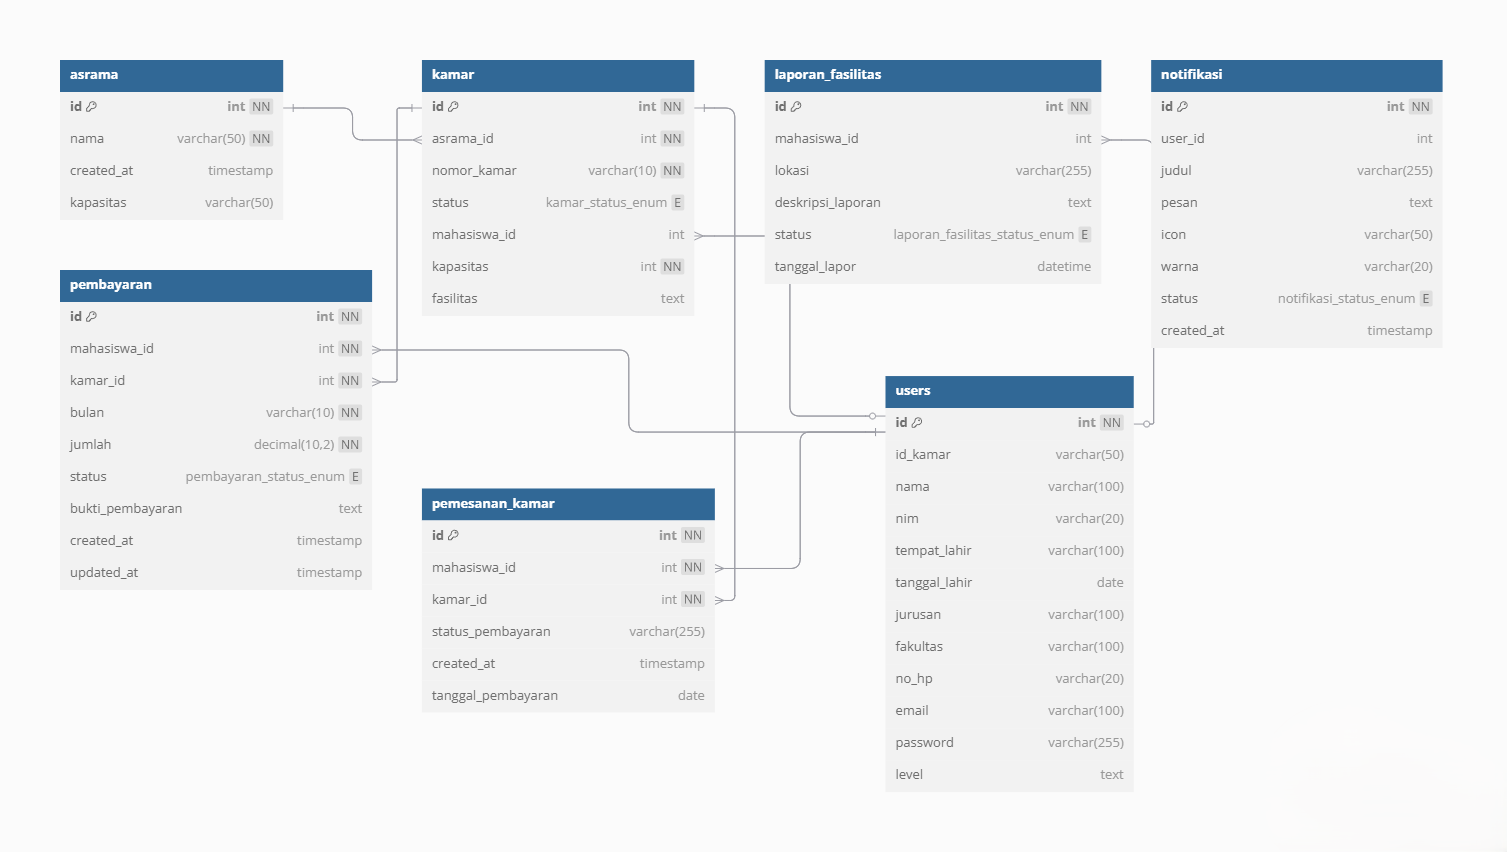 asrama
id int NN
nama varchar(50) NN
created_at timestamp
kapasitas varchar(50)
kamar
id int NN
asrama_id int NN
nomor_kamar varchar(10) NN
status kamar_status_enum E
mahasiswa_id int
kapasitas int NN
fasilitas text
laporan_fasilitas
id int NN
mahasiswa_id int
lokasi varchar(255)
deskripsi_laporan text
status laporan_fasilitas_status_enum E
tanggal_lapor datetime
notifikasi
id int NN
user_id int
judul varchar(255)
pesan text
icon varchar(50)
warna varchar(20)
status notifikasi_status_enum E
created_at timestamp
pembayaran
id int NN
mahasiswa_id int NN
kamar_id int NN
bulan varchar(10) NN
jumlah decimal(10,2) NN
status pembayaran_status_enum E
bukti_pembayaran text
created_at timestamp
updated_at timestamp
pemesanan_kamar
id int NN
mahasiswa_id int NN
kamar_id int NN
status_pembayaran varchar(255)
created_at timestamp
tanggal_pembayaran date
users
id int NN
id_kamar varchar(50)
nama varchar(100)
nim varchar(20)
tempat_lahir varchar(100)
tanggal_lahir date
jurusan varchar(100)
fakultas varchar(100)
no_hp varchar(20)
email varchar(100)
password varchar(255)
level text